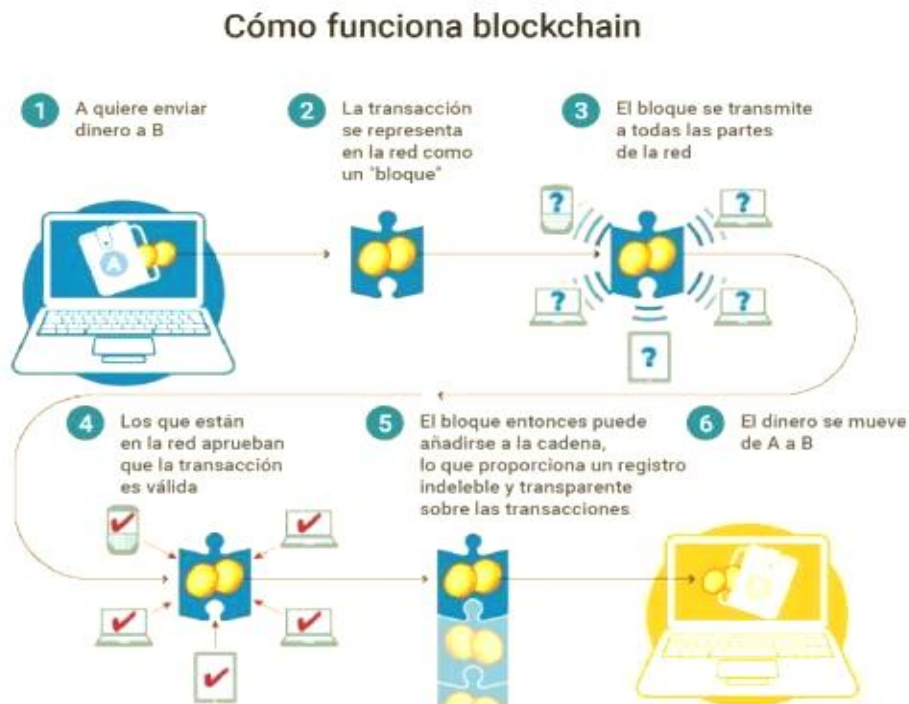 Cómo funciona blockchain
1
A quiere enviar
dinero a B
2
La transacción
se representa
en la red como
un "bloque"
3
El bloque se transmite
a todas las partes
de la red
A
?
?
?
?
?
4
Los que están
en la red aprueban
que la transacción
es válida
5
El bloque entonces puede
añadirse a la cadena,
lo que proporciona un registro
indeleble y transparente
sobre las transacciones
6
El dinero se mueve
de A a B